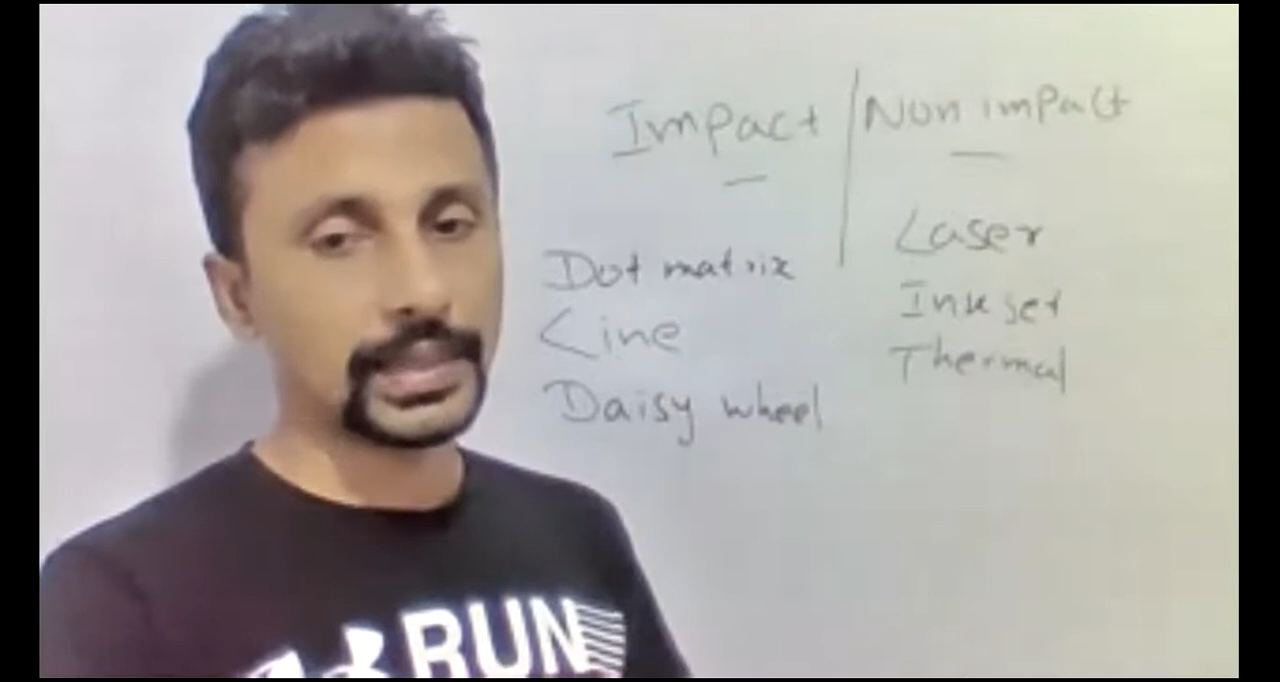 Impact / Non impact
Dot matrix
Line
Daisy wheel
Laser
Inkjet
Thermal
RUN